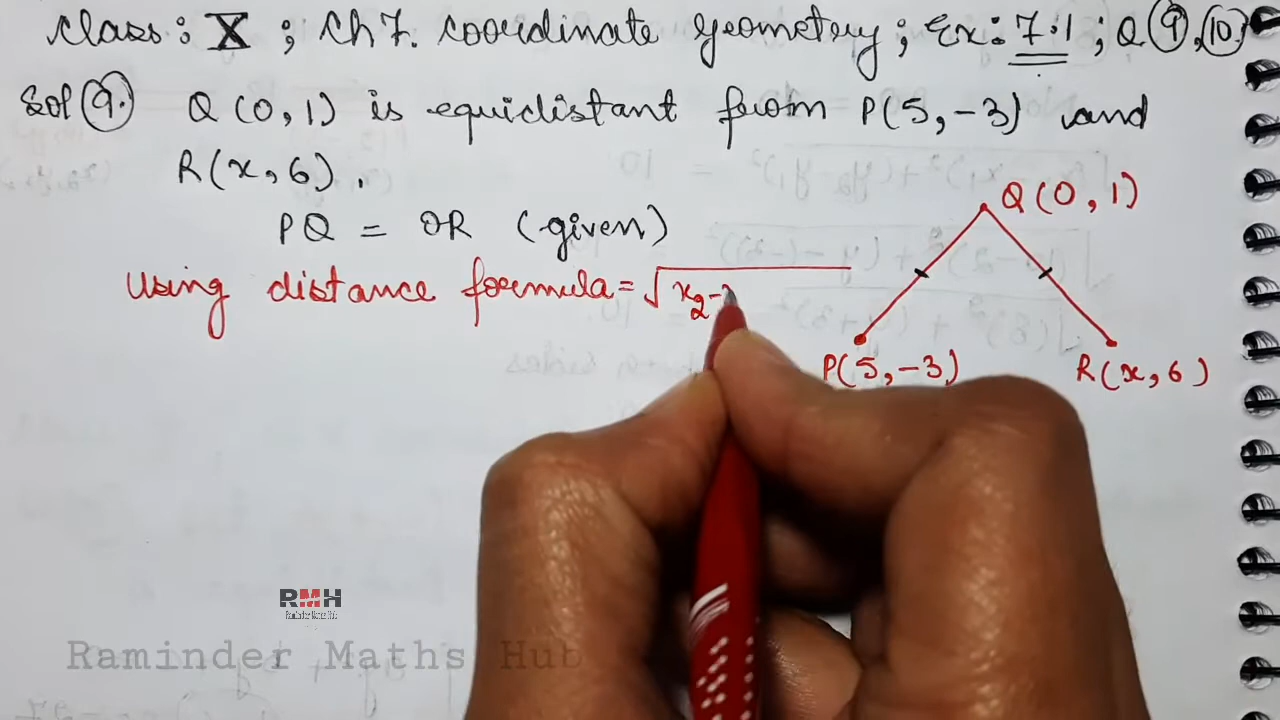 Class: X ; Ch 7. coordinate geometry ; Ex: 7.1 ; Q 9, 10
Sol 9. Q(0, 1) is equidistant from P(5, -3) and
R(x, 6).
PQ = QR (given)
Q(0, 1)
Using distance formula = √x₂-
P(5, -3)
R(x, 6)
RMH
Raminder Maths Hub